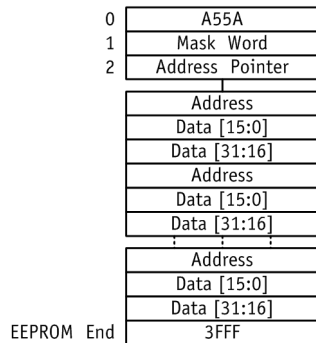 0 A55A
1 Mask Word
2 Address Pointer
Address
Data [15:0]
Data [31:16]
Address
Data [15:0]
Data [31:16]
Address
Data [15:0]
Data [31:16]
EEPROM End 3FFF